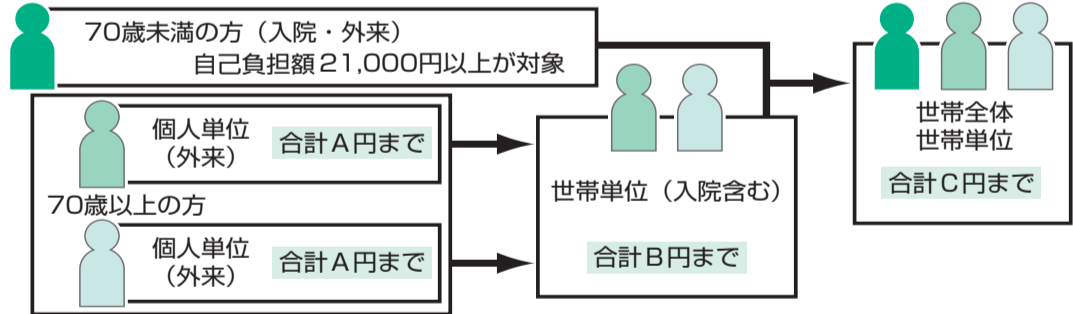 70歳未満の方（入院・外来）
自己負担額21,000円以上が対象
個人単位
（外来）
合計A円まで
70歳以上の方
個人単位
（外来）
合計A円まで
世帯単位（入院含む）
合計B円まで
世帯全体
世帯単位
合計C円まで